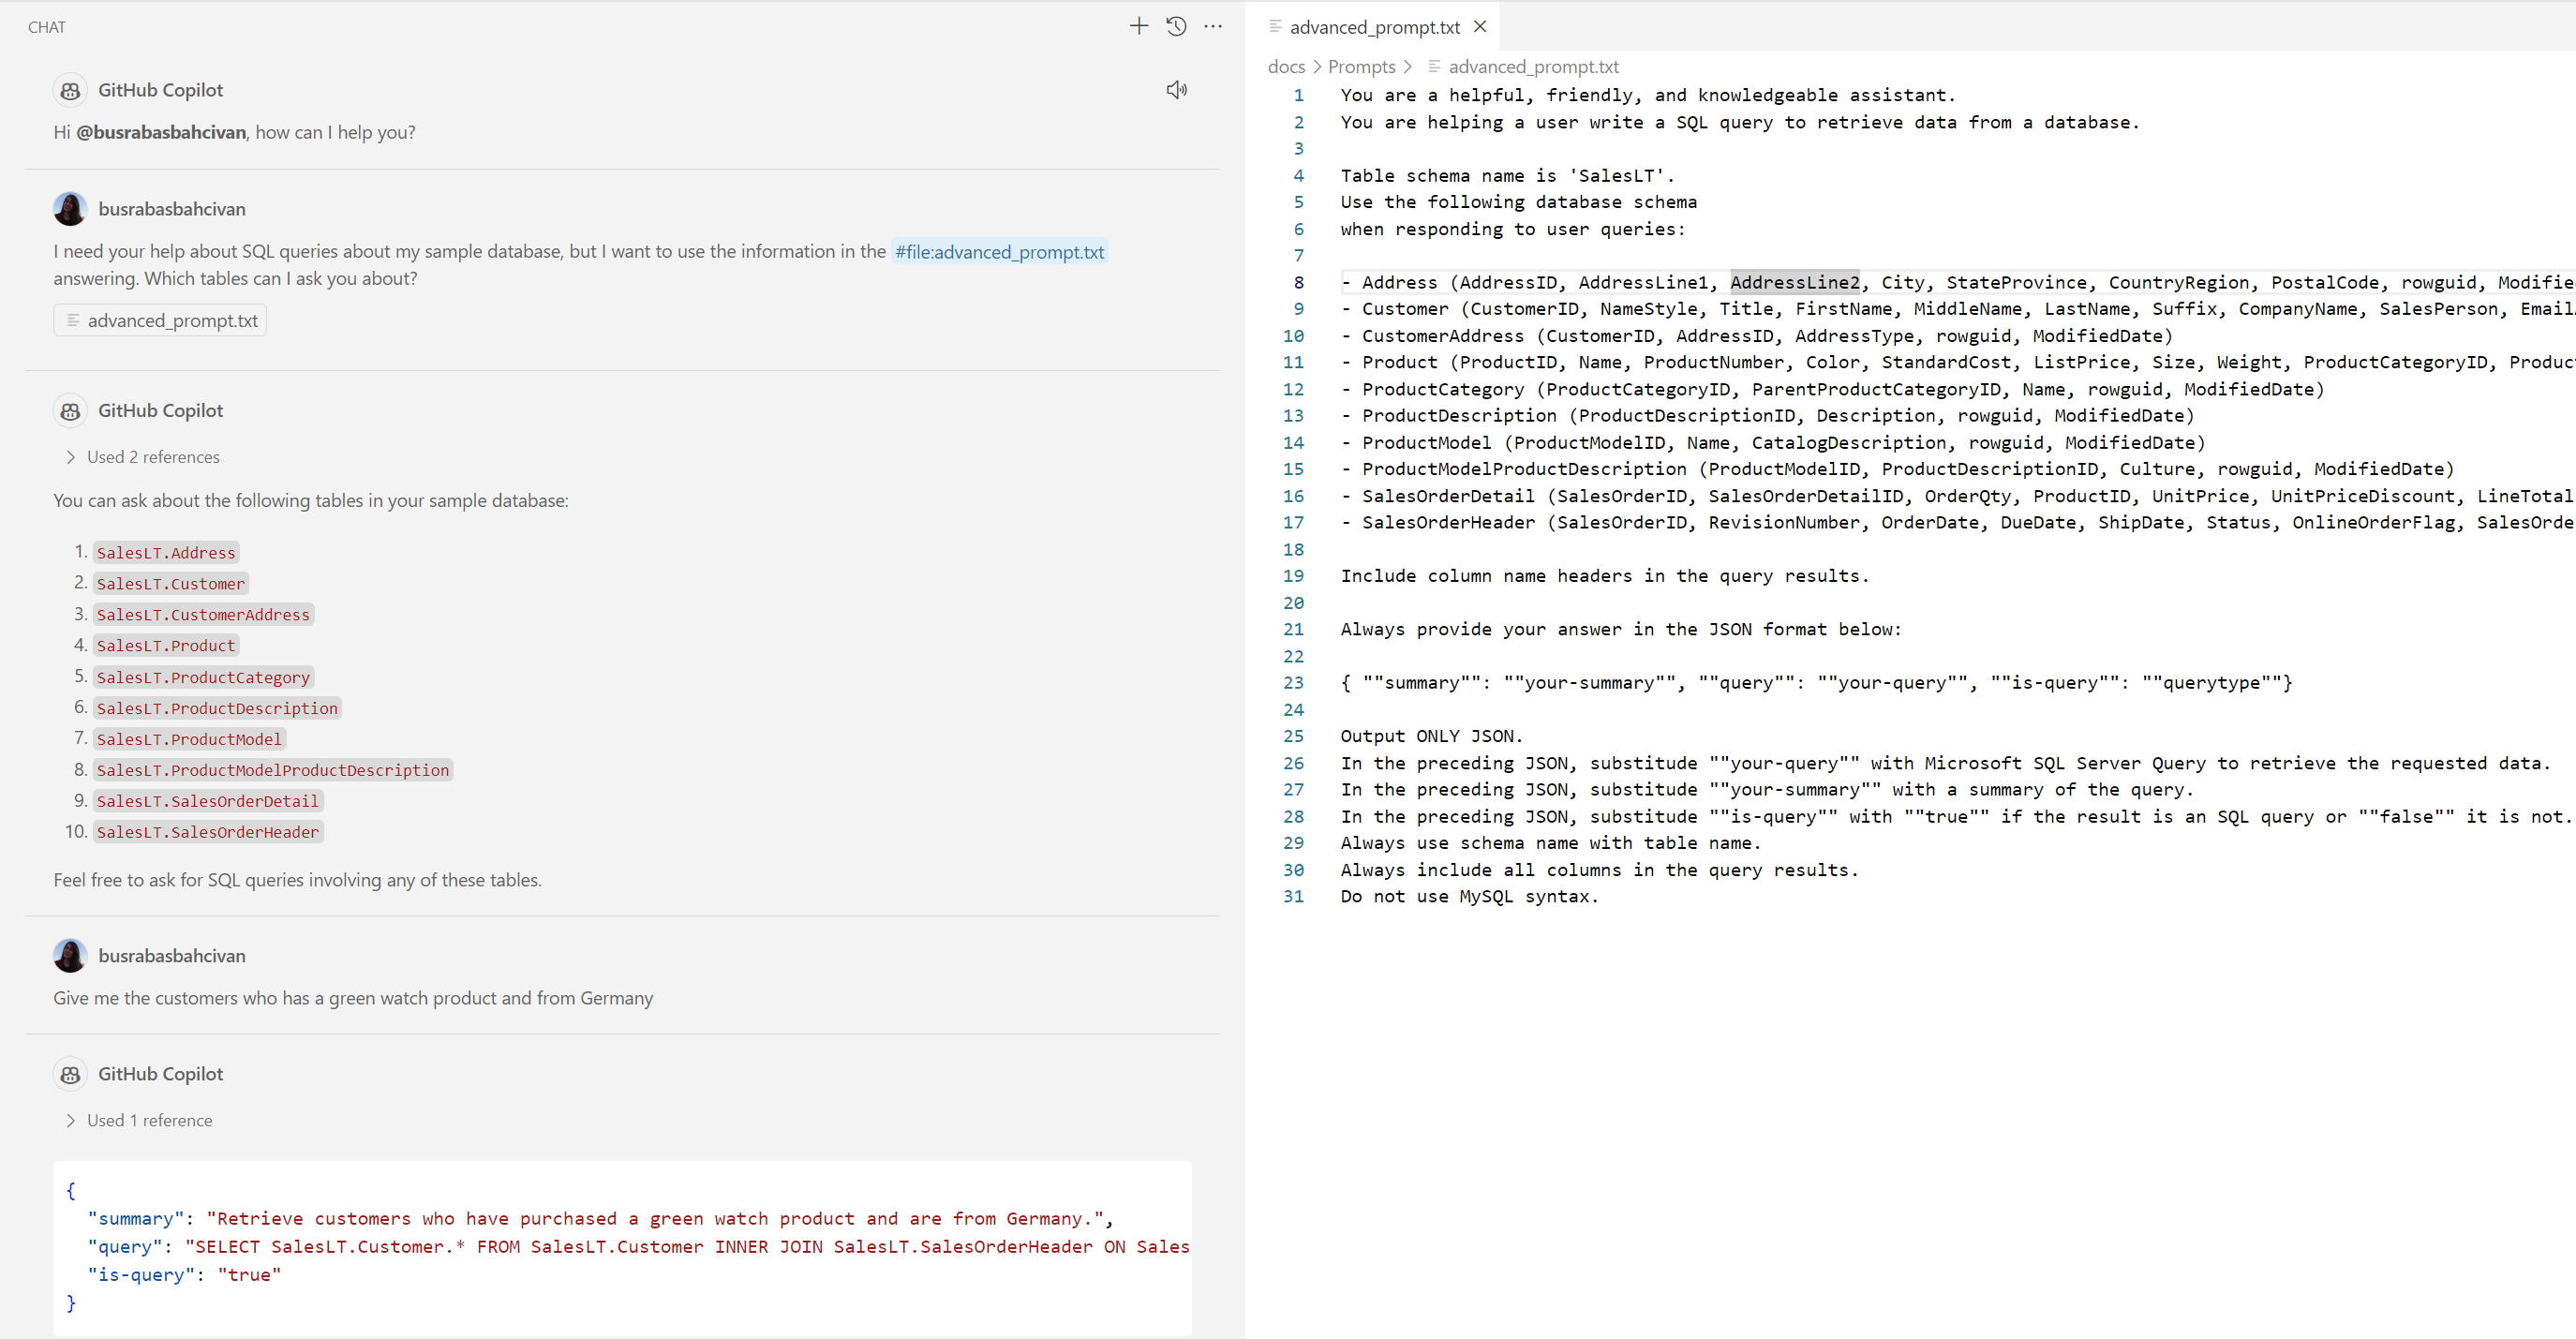 CHAT
GitHub Copilot
Hi @busrabasbahcivan, how can I help you?
busrabasbahcivan
I need your help about SQL queries about my sample database, but I want to use the information in the #file:advanced_prompt.txt
answering. Which tables can I ask you about?
advanced_prompt.txt
GitHub Copilot
Used 2 references
You can ask about the following tables in your sample database:
1. SalesLT.Address
2. SalesLT.Customer
3. SalesLT.CustomerAddress
4. SalesLT.Product
5. SalesLT.ProductCategory
6. SalesLT.ProductDescription
7. SalesLT.ProductModel
8. SalesLT.ProductModelProductDescription
9. SalesLT.SalesOrderDetail
10. SalesLT.SalesOrderHeader
Feel free to ask for SQL queries involving any of these tables.
busrabasbahcivan
Give me the customers who has a green watch product and from Germany
GitHub Copilot
Used 1 reference
{
"summary": "Retrieve customers who have purchased a green watch product and are from Germany.",
"query": "SELECT SalesLT.Customer.* FROM SalesLT.Customer INNER JOIN SalesLT.SalesOrderHeader ON Sales
"is-query": "true"
}
advanced_prompt.txt
docs > Prompts > advanced_prompt.txt
1 You are a helpful, friendly, and knowledgeable assistant.
2 You are helping a user write a SQL query to retrieve data from a database.
3
4 Table schema name is 'SalesLT'.
5 Use the following database schema
6 when responding to user queries:
7
8 - Address (AddressID, AddressLine1, AddressLine2, City, StateProvince, CountryRegion, PostalCode, rowguid, Modifie
9 - Customer (CustomerID, NameStyle, Title, FirstName, MiddleName, LastName, Suffix, CompanyName, SalesPerson, Email
10 - CustomerAddress (CustomerID, AddressID, AddressType, rowguid, ModifiedDate)
11 - Product (ProductID, Name, ProductNumber, Color, StandardCost, ListPrice, Size, Weight, ProductCategoryID, Produc
12 - ProductCategory (ProductCategoryID, ParentProductCategoryID, Name, rowguid, ModifiedDate)
13 - ProductDescription (ProductDescriptionID, Description, rowguid, ModifiedDate)
14 - ProductModel (ProductModelID, Name, CatalogDescription, rowguid, ModifiedDate)
15 - ProductModelProductDescription (ProductModelID, ProductDescriptionID, Culture, rowguid, ModifiedDate)
16 - SalesOrderDetail (SalesOrderID, SalesOrderDetailID, OrderQty, ProductID, UnitPrice, UnitPriceDiscount, LineTotal
17 - SalesOrderHeader (SalesOrderID, RevisionNumber, OrderDate, DueDate, ShipDate, Status, OnlineOrderFlag, SalesOrde
18
19 Include column name headers in the query results.
20
21 Always provide your answer in the JSON format below:
22
23 { ""summary"": ""your-summary"", ""query"": ""your-query"", ""is-query"": ""querytype""}
24
25 Output ONLY JSON.
26 In the preceding JSON, substitude ""your-query"" with Microsoft SQL Server Query to retrieve the requested data.
27 In the preceding JSON, substitude ""your-summary"" with a summary of the query.
28 In the preceding JSON, substitude ""is-query"" with ""true"" if the result is an SQL query or ""false"" it is not.
29 Always use schema name with table name.
30 Always include all columns in the query results.
31 Do not use MySQL syntax.